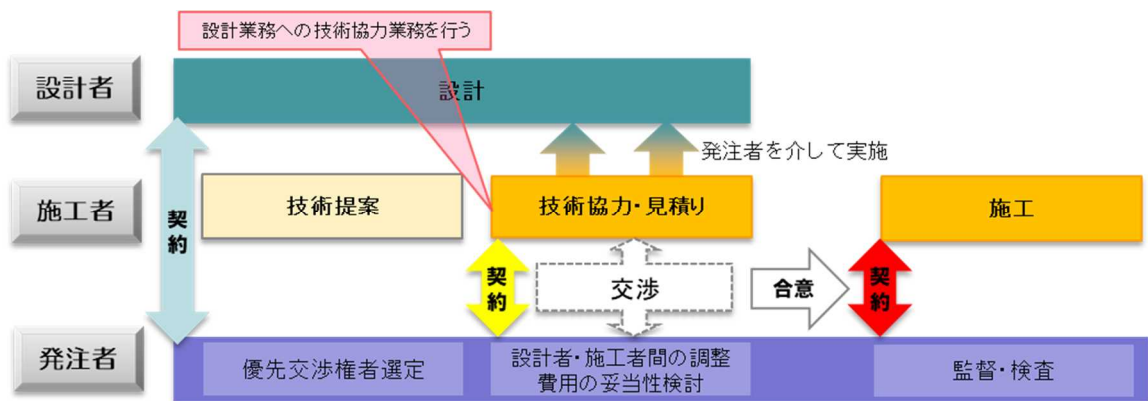 設計業務への技術協力業務を行う
設計者
設計
発注者を介して実施
施工者
技術提案
技術協力・見積り
施工
契約
契約
交渉
合意
契約
発注者
優先交渉権者選定
設計者・施工者間の調整
費用の妥当性検討
監督・検査